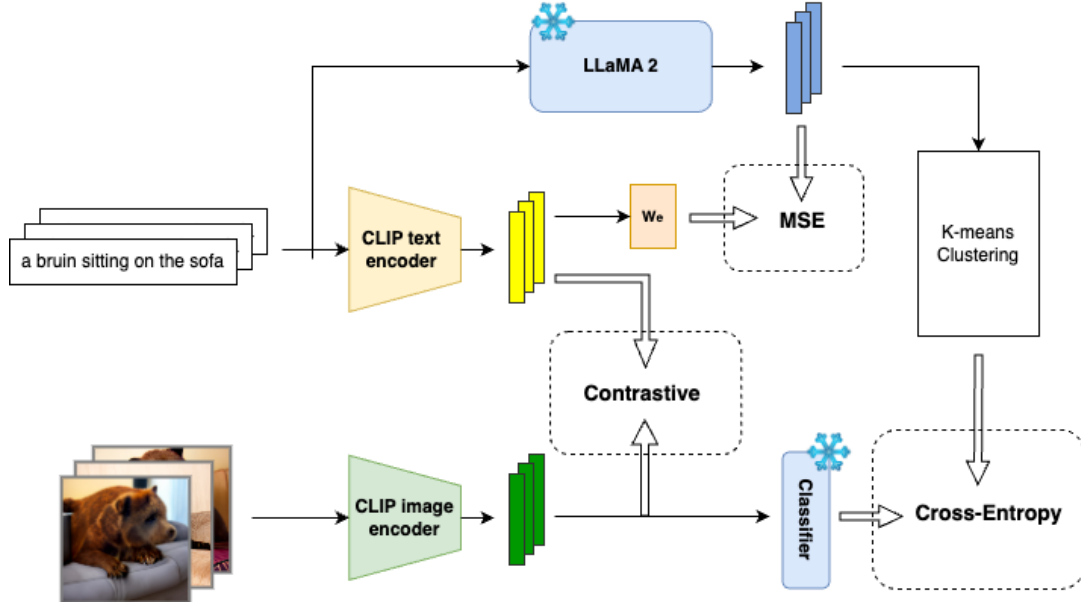 LLaMA 2
a bruin sitting on the sofa
CLIP text
encoder
We
MSE
K-means
Clustering
Contrastive
CLIP image
encoder
Classifier
Cross-Entropy